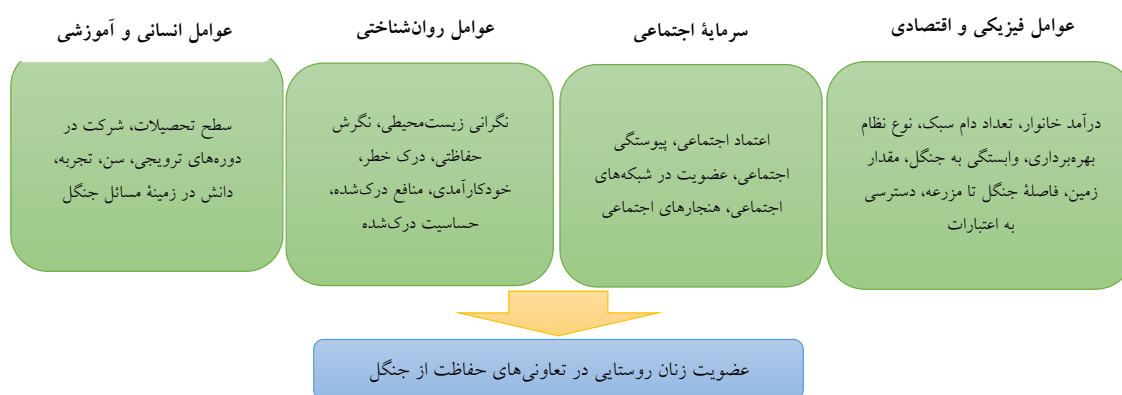 عوامل فیزیکی و اقتصادی
درآمد خانوار، تعداد دام سبک، نوع نظام
بهره‌برداری، وابستگی به جنگل، مقدار
زمین، فاصلۀ جنگل تا مزرعه، دسترسی
به اعتبارات
سرمایۀ اجتماعی
اعتماد اجتماعی، پیوستگی
اجتماعی، عضویت در شبکه‌های
اجتماعی، هنجارهای اجتماعی
عوامل روان‌شناختی
نگرانی زیست‌محیطی، نگرش
حفاظتی، درک خطر،
خودکارآمدی، منافع درک‌شده،
حساسیت درک‌شده
عوامل انسانی و آموزشی
سطح تحصیلات، شرکت در
دوره‌های ترویجی، سن، تجربه،
دانش در زمینۀ مسائل جنگل
عضویت زنان روستایی در تعاونی‌های حفاظت از جنگل